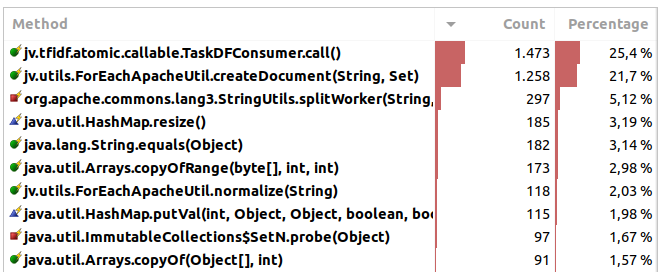 Method Count Percentage
jv.tfidf.atomic.callable.TaskDFConsumer.call() 1.473 25,4 %
jv.utils.ForEachApacheUtil.createDocument(String, Set) 1.258 21,7 %
org.apache.commons.lang3.StringUtils.splitWorker(String, 297 5,12 %
java.util.HashMap.resize() 185 3,19 %
java.lang.String.equals(Object) 182 3,14 %
java.util.Arrays.copyOfRange(byte[], int, int) 173 2,98 %
jv.utils.ForEachApacheUtil.normalize(String) 118 2,03 %
java.util.HashMap.putVal(int, Object, Object, boolean, boo 115 1,98 %
java.util.ImmutableCollections$SetN.probe(Object) 97 1,67 %
java.util.Arrays.copyOf(Object[], int) 91 1,57 %